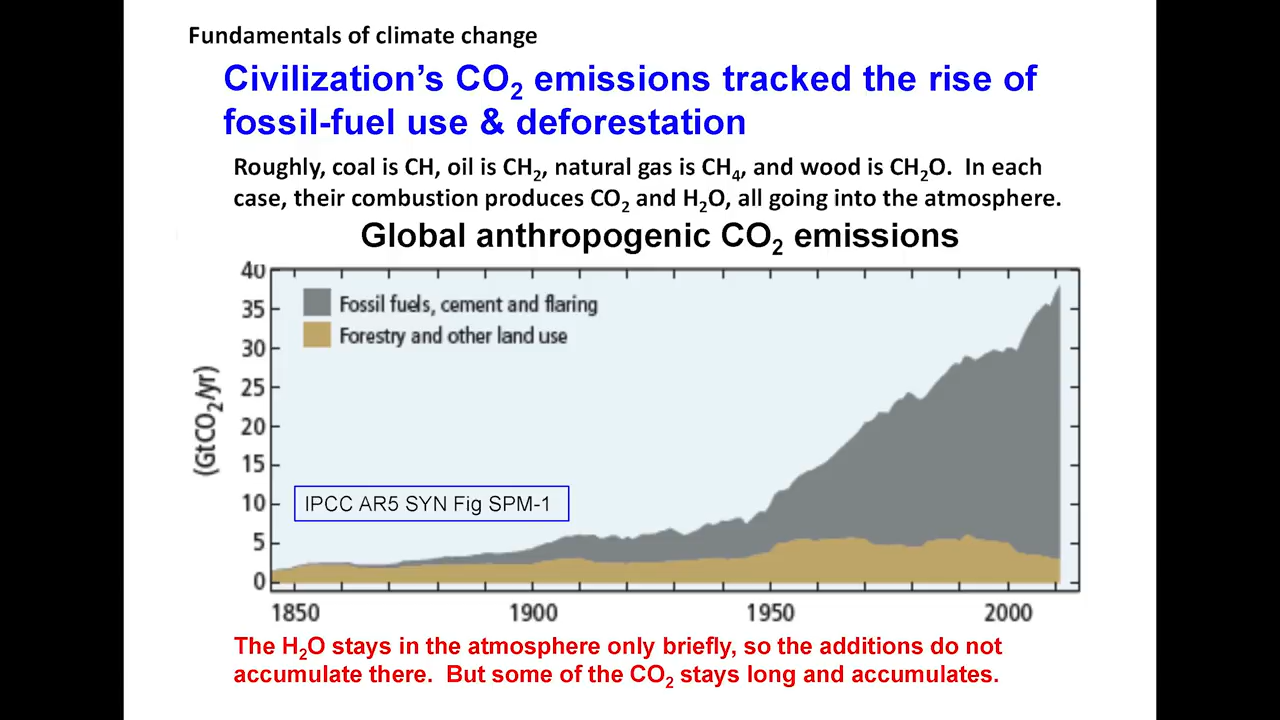 Fundamentals of climate change
Civilization’s CO₂ emissions tracked the rise of
fossil-fuel use & deforestation
Roughly, coal is CH, oil is CH₂, natural gas is CH₄, and wood is CH₂O. In each
case, their combustion produces CO₂ and H₂O, all going into the atmosphere.
Global anthropogenic CO₂ emissions
40
35
30
25
20
15
10
5
0
(GtCO₂/yr)
Fossil fuels, cement and flaring
Forestry and other land use
IPCC AR5 SYN Fig SPM-1
1850 1900 1950 2000
The H₂O stays in the atmosphere only briefly, so the additions do not
accumulate there. But some of the CO₂ stays long and accumulates.